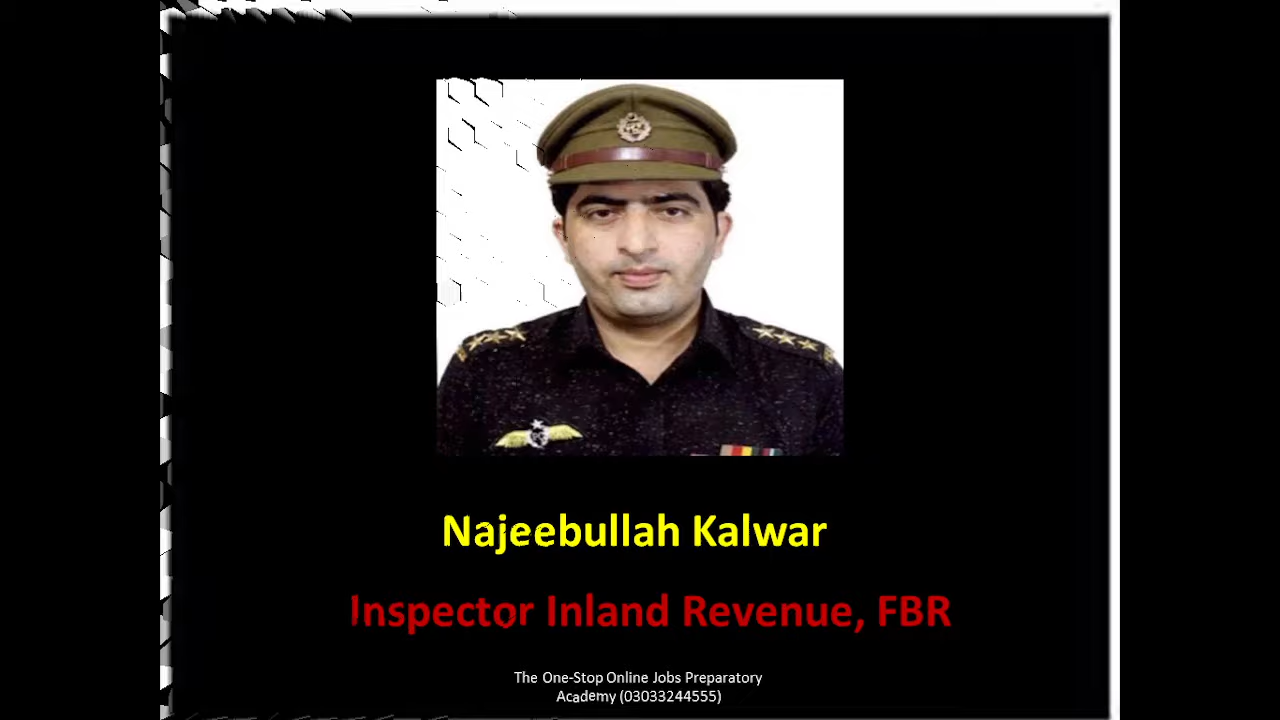 Najeebullah Kalwar
Inspector Inland Revenue, FBR
The One-Stop Online Jobs Preparatory
Academy (03033244555)